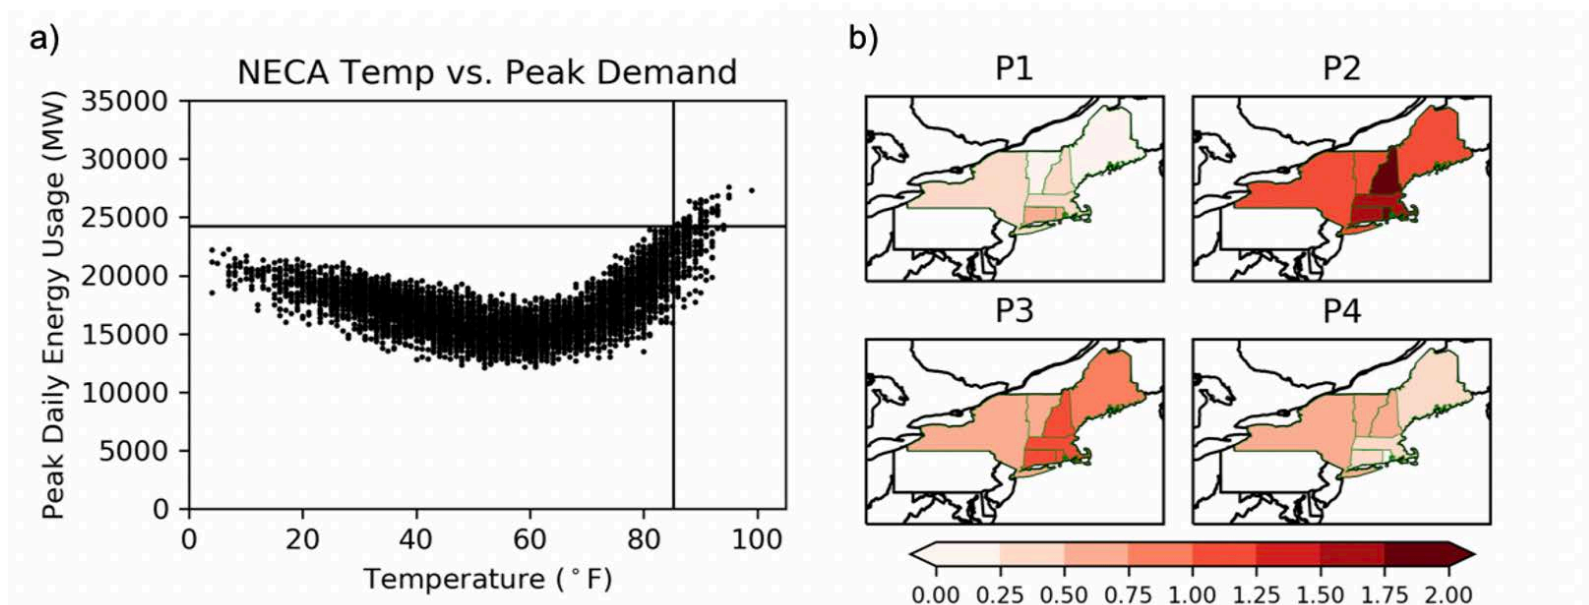 a)
NECA Temp vs. Peak Demand
Peak Daily Energy Usage (MW)
35000
30000
25000
20000
15000
10000
5000
0
0 20 40 60 80 100
Temperature (°F)
b)
P1 P2
P3 P4
0.00 0.25 0.50 0.75 1.00 1.25 1.50 1.75 2.00